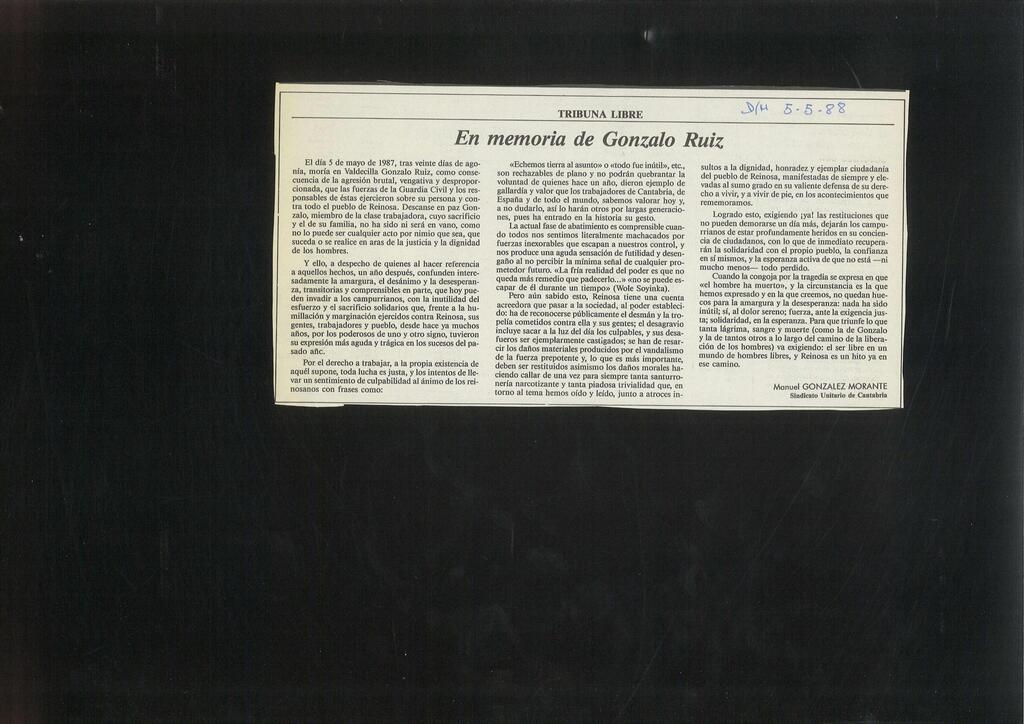 TRIBUNA LIBRE
D/M 5-5-88
En memoria de Gonzalo Ruiz
El día 5 de mayo de 1987, tras veinte días de ago-
nía, moría en Valdecilla Gonzalo Ruiz, como conse-
cuencia de la agresión brutal, vengativa y despropor-
cionada, que las fuerzas de la Guardia Civil y los res-
ponsables de éstas ejercieron sobre su persona y con-
tra todo el pueblo de Reinosa. Descanse en paz Gon-
zalo, miembro de la clase trabajadora, cuyo sacrificio
y el de su familia, no ha sido ni será en vano, como
no lo puede ser cualquier acto por nimio que sea, que
suceda o se realice en aras de la justicia y la dignidad
de los hombres.
Y ello, a despecho de quienes al hacer referencia
a aquellos hechos, un año después, confunden intere-
sadamente la amargura, el desánimo y la desesperan-
za, transitorias y comprensibles en parte, que hoy pue-
den invadir a los campurrianos, con la inutilidad del
esfuerzo y el sacrificio solidarios que, frente a la hu-
millación y marginación ejercidos contra Reinosa, sus
gentes, trabajadores y pueblo, desde hace ya muchos
años, por los poderosos de uno y otro signo, tuvieron
su expresión más aguda y trágica en los sucesos del pa-
sado año.
Por el derecho a trabajar, a la propia existencia de
aquél supone, toda lucha es justa, y los intentos de lle-
var un sentimiento de culpabilidad al ánimo de los rei-
nosanos con frases como:
«Echemos tierra al asunto» o «todo fue inútil», etc.,
son rechazables de plano y no podrán quebrantar la
voluntad de quienes hace un año, dieron ejemplo de
gallardía y valor que los trabajadores de Cantabria, de
España y de todo el mundo, sabemos valorar hoy y,
a no dudarlo, así lo harán otros por largas generacio-
nes, pues ha entrado en la historia su gesto.
La actual fase de abatimiento es comprensible cuan-
do todos nos sentimos literalmente machacados por
fuerzas inexorables que escapan a nuestros control, y
nos produce una aguda sensación de futilidad y desen-
gaño al no percibir la mínima señal de cualquier pro-
metedor futuro. «La fría realidad del poder es que no
queda más remedio que padecerlo...» «no se puede es-
capar de él durante un tiempo» (Wole Soyinka).
Pero aún sabido esto, Reinosa tiene una cuenta
acreedora que pasar a la sociedad, al poder estableci-
do: ha de reconocerse públicamente el desmán y la tro-
pelía cometidos contra ella y sus gentes; el desagravio
incluye sacar a la luz del día los culpables, y sus desa-
fueros ser ejemplarmente castigados; se han de resar-
cir los daños materiales producidos por el vandalismo
de la fuerza prepotente y, lo que es más importante,
deben ser restituidos asimismo los daños morales ha-
ciendo callar de una vez para siempre tanta santurro-
nería narcotizante y tanta piadosa trivialidad que, en
torno al tema hemos oído y leído, junto a atroces in-
sultos a la dignidad, honradez y ejemplar ciudadanía
del pueblo de Reinosa, manifestadas de siempre y ele-
vadas al sumo grado en su valiente defensa de su dere-
cho a vivir, y a vivir de pie, en los acontecimientos que
rememoramos.
Logrado esto, exigiendo ¡ya! las restituciones que
no pueden demorarse un día más, dejarán los campu-
rrianos de estar profundamente heridos en su concien-
cia de ciudadanos, con lo que de inmediato recupera-
rán la solidaridad con el propio pueblo, la confianza
en sí mismos, y la esperanza activa de que no está —ni
mucho menos— todo perdido.
Cuando la congoja por la tragedia se expresa en que
«el hombre ha muerto», y la circunstancia es la que
hemos expresado y en la que creemos, no quedan hue-
cos para la amargura y la desesperanza: nada ha sido
inútil; sí, al dolor sereno; fuerza, ante la exigencia jus-
ta; solidaridad, en la esperanza. Para que triunfe lo que
tanta lágrima, sangre y muerte (como la de Gonzalo
y la de tantos otros a lo largo del camino de la libera-
ción de los hombres) va exigiendo: el ser libre en un
mundo de hombres libres, y Reinosa es un hito ya en
ese camino.
Manuel GONZALEZ MORANTE
Sindicato Unitario de Cantabria